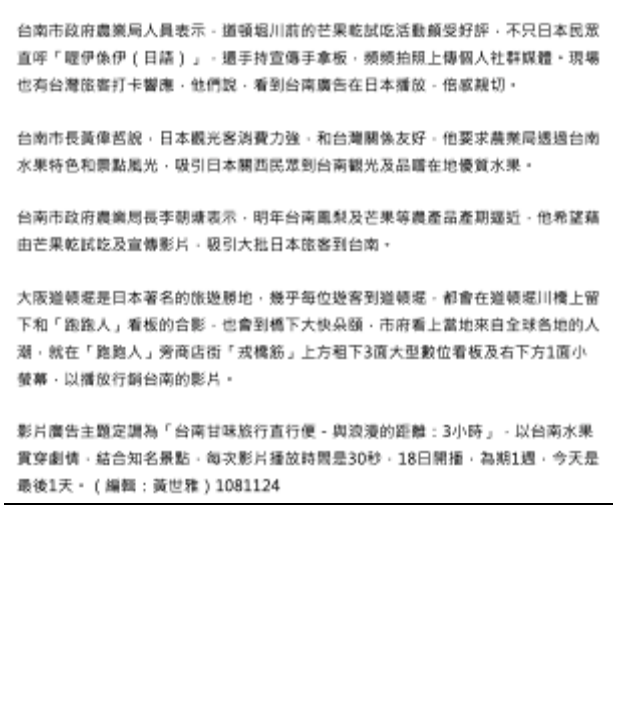 台南市政府農業局人員表示，道頓堀川前的芒果乾試吃活動頗受好評，不只日本民眾
直呼「喔伊係伊（日語）」，還手持宣傳手拿板，頻頻拍照上傳個人社群媒體。現場
也有台灣旅客打卡響應，他們說，看到台南廣告在日本播放，倍感親切。
台南市長黃偉哲說，日本觀光客消費力強，和台灣關係友好，他要求農業局透過台南
水果特色和景點風光，吸引日本關西民眾到台南觀光及品嚐在地優質水果。
台南市政府農業局長李朝塘表示，明年台南鳳梨及芒果等農產品產期逼近，他希望藉
由芒果乾試吃及宣傳影片，吸引大批日本旅客到台南。
大阪道頓堀是日本著名的旅遊勝地，幾乎每位遊客到道頓堀，都會在道頓堀川橋上留
下和「跑跑人」看板的合影，也會到橋下大快朵頤，市府看上當地來自全球各地的人
潮，就在「跑跑人」旁商店街「戎橋筋」上方租下3面大型數位看板及右下方1面小
螢幕，以播放行銷台南的影片。
影片廣告主題定調為「台南甘味旅行直行便－與浪漫的距離：3小時」，以台南水果
貫穿劇情，結合知名景點，每次影片播放時間是30秒，18日開播，為期1週，今天是
最後1天。（編輯：黃世雅）1081124